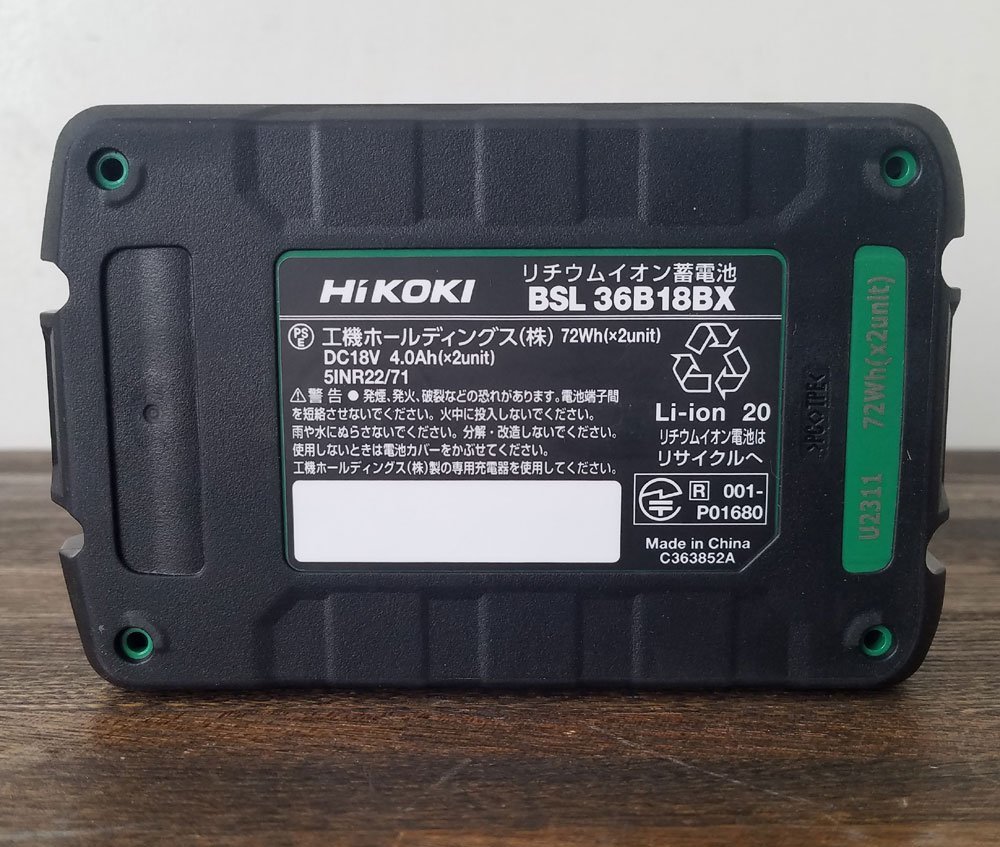 HiKOKI
リチウムイオン蓄電池
BSL 36B18BX
PS E 工機ホールディングス(株) 72Wh(×2unit)
DC18V 4.0Ah(×2unit)
5INR22/71
⚠警告 ● 発煙、発火、破裂などの恐れがあります。電池端子間
を短絡させないでください。火中に投入しないでください。
雨や水にぬらさないでください。分解・改造しないでください。
使用しないときは電池カバーをかぶせてください。
工機ホールディングス(株)製の専用充電器を使用してください。
Li-ion 20
リチウムイオン電池は
リサイクルへ
R 001-
P01680
Made in China
C363852A
U2311 72Wh(x2unit)